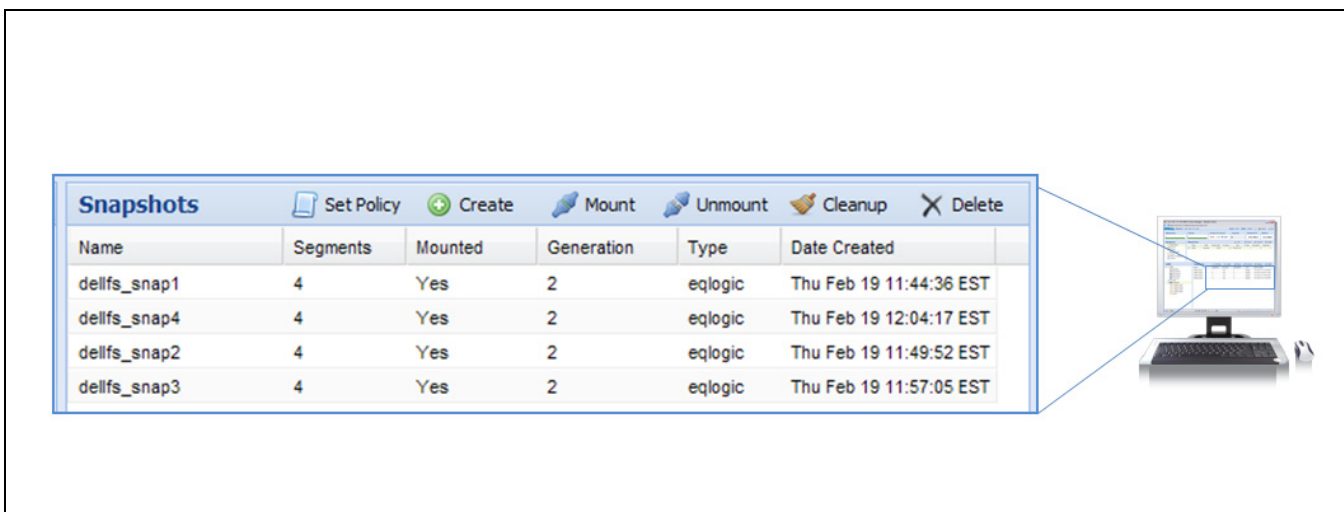 Snapshots Set Policy Create Mount Unmount Cleanup Delete
Name Segments Mounted Generation Type Date Created
dellfs_snap1 4 Yes 2 eqlogic Thu Feb 19 11:44:36 EST
dellfs_snap4 4 Yes 2 eqlogic Thu Feb 19 12:04:17 EST
dellfs_snap2 4 Yes 2 eqlogic Thu Feb 19 11:49:52 EST
dellfs_snap3 4 Yes 2 eqlogic Thu Feb 19 11:57:05 EST